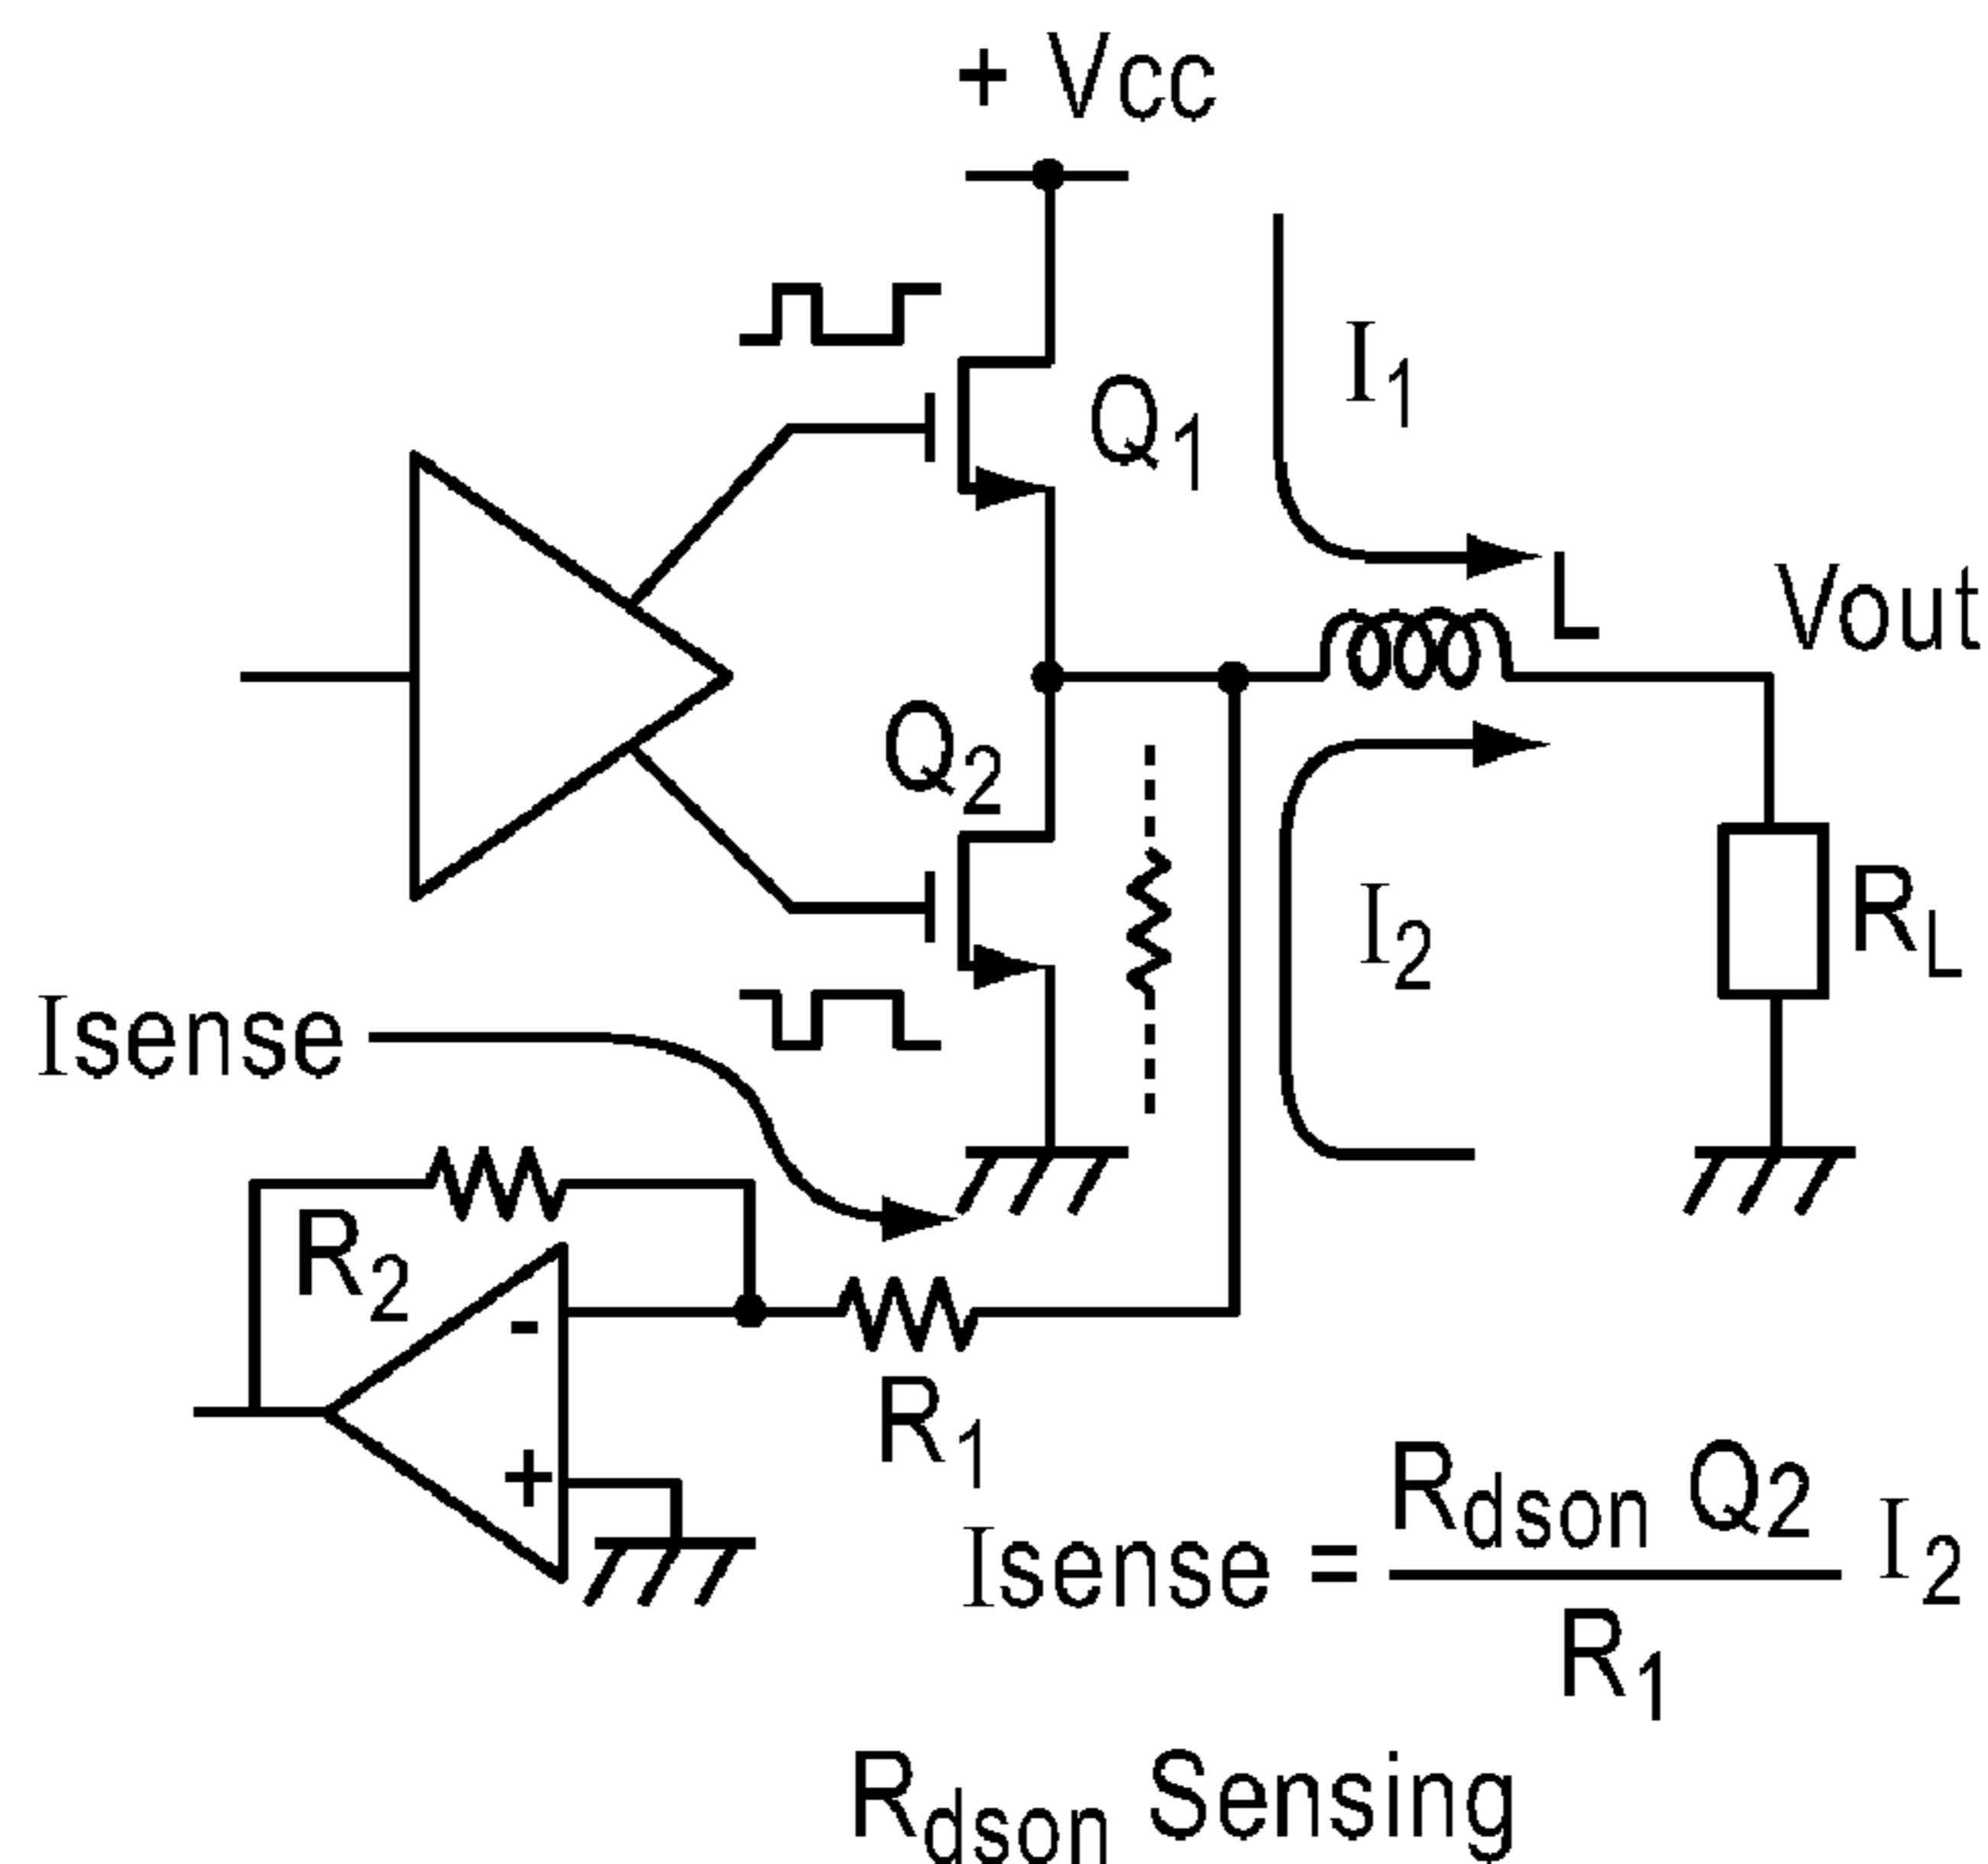 + Vcc
I1
Q1
L
Vout
Q2
I2
RL
Isense
R2
-
+
R1
Isense = Rdson Q2 / R1 I2
Rdson Sensing